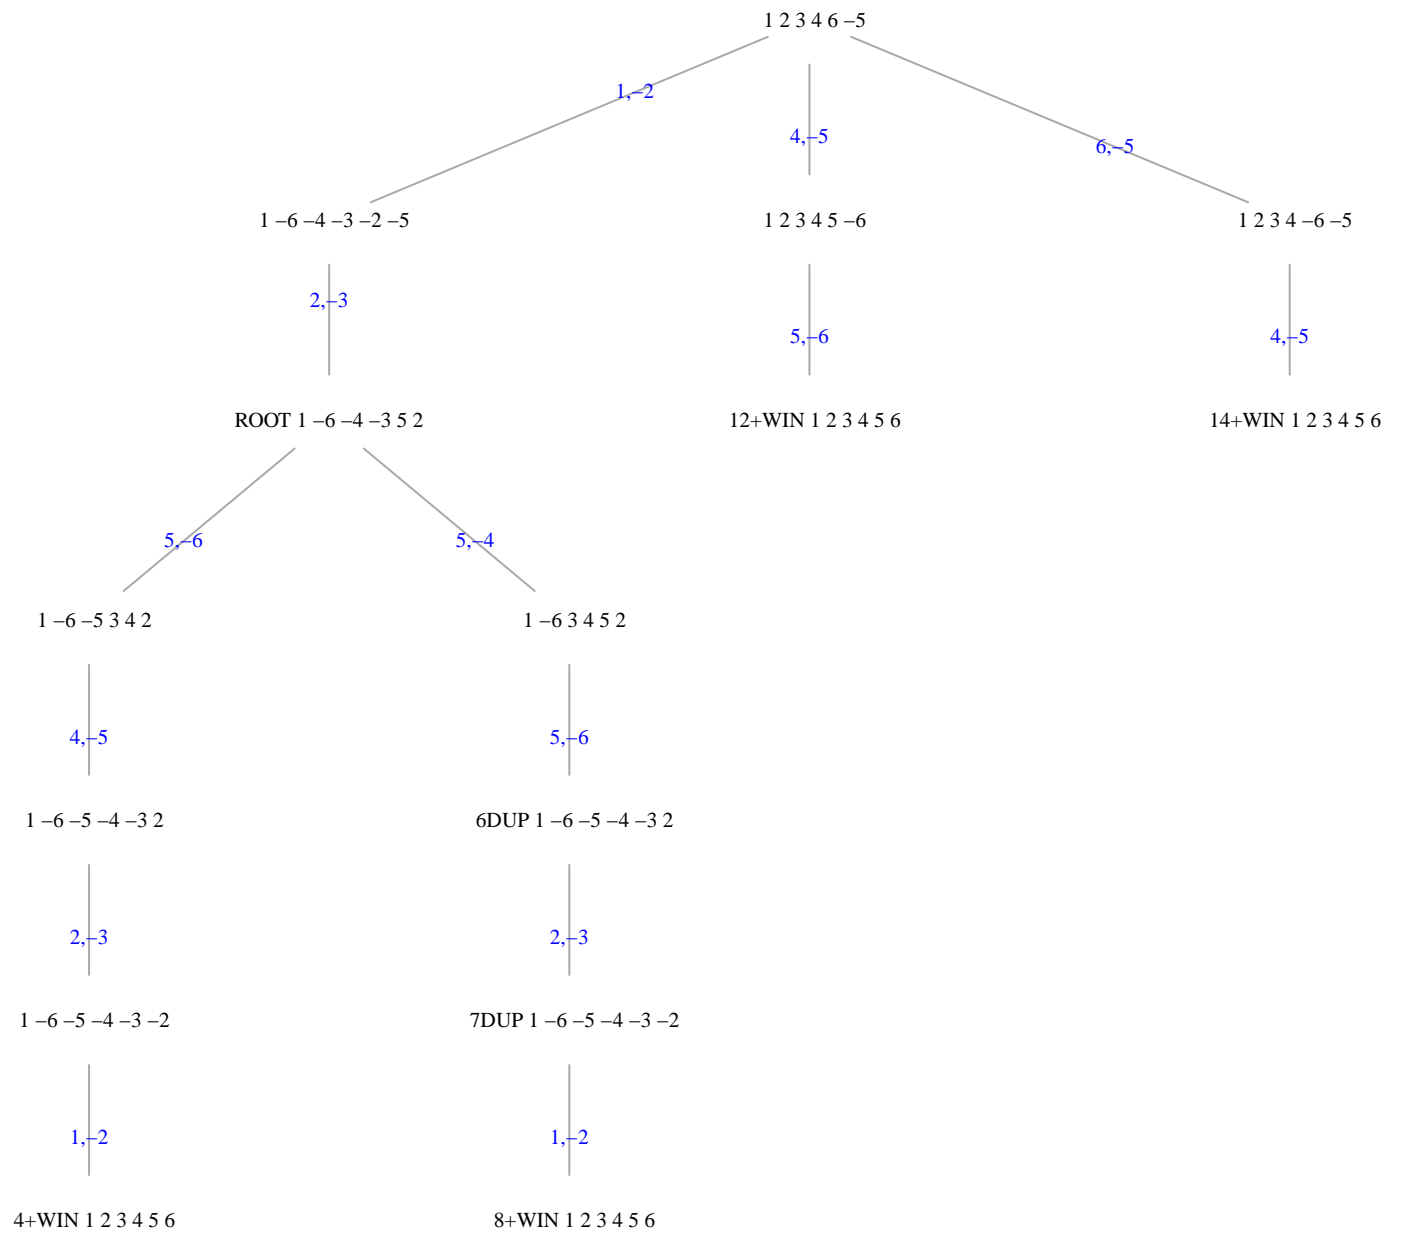 1 2 3 4 6 –5
1,–2
4,–5
6,–5
1 –6 –4 –3 –2 –5
1 2 3 4 5 –6
1 2 3 4 –6 –5
2,–3
5,–6
4,–5
ROOT 1 –6 –4 –3 5 2
12+WIN 1 2 3 4 5 6
14+WIN 1 2 3 4 5 6
5,–6
5,–4
1 –6 –5 3 4 2
1 –6 3 4 5 2
4,–5
5,–6
1 –6 –5 –4 –3 2
6DUP 1 –6 –5 –4 –3 2
2,–3
2,–3
1 –6 –5 –4 –3 –2
7DUP 1 –6 –5 –4 –3 –2
1,–2
1,–2
4+WIN 1 2 3 4 5 6
8+WIN 1 2 3 4 5 6